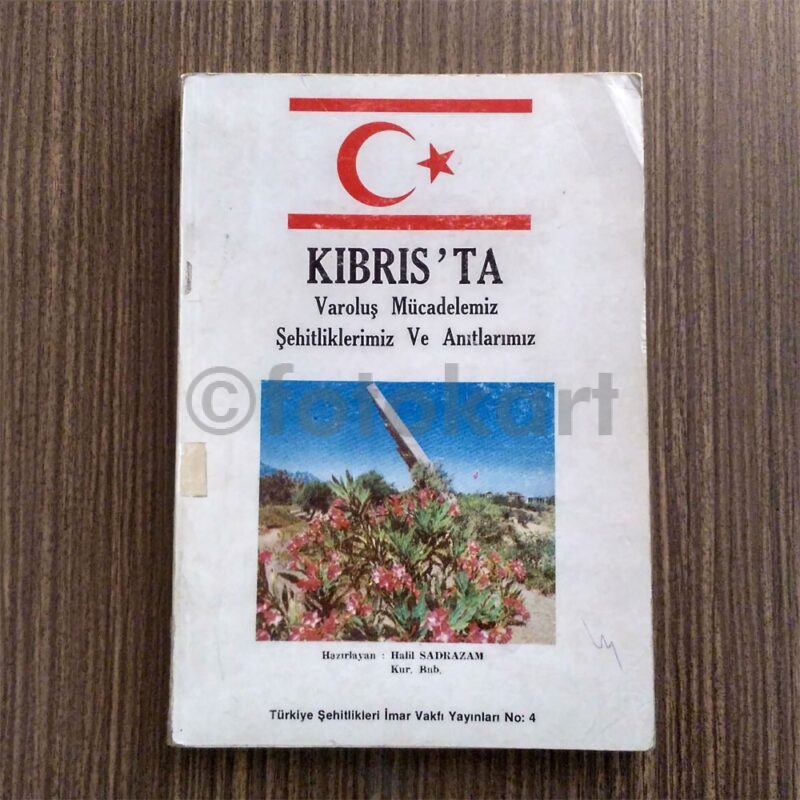 KIBRIS'TA
Varoluş Mücadelemiz
Şehitliklerimiz Ve Anıtlarımız
©fotokart
Hazırlayan : Halil SADRAZAM
Kur. Bnb.
Türkiye Şehitlikleri İmar Vakfı Yayınları No: 4